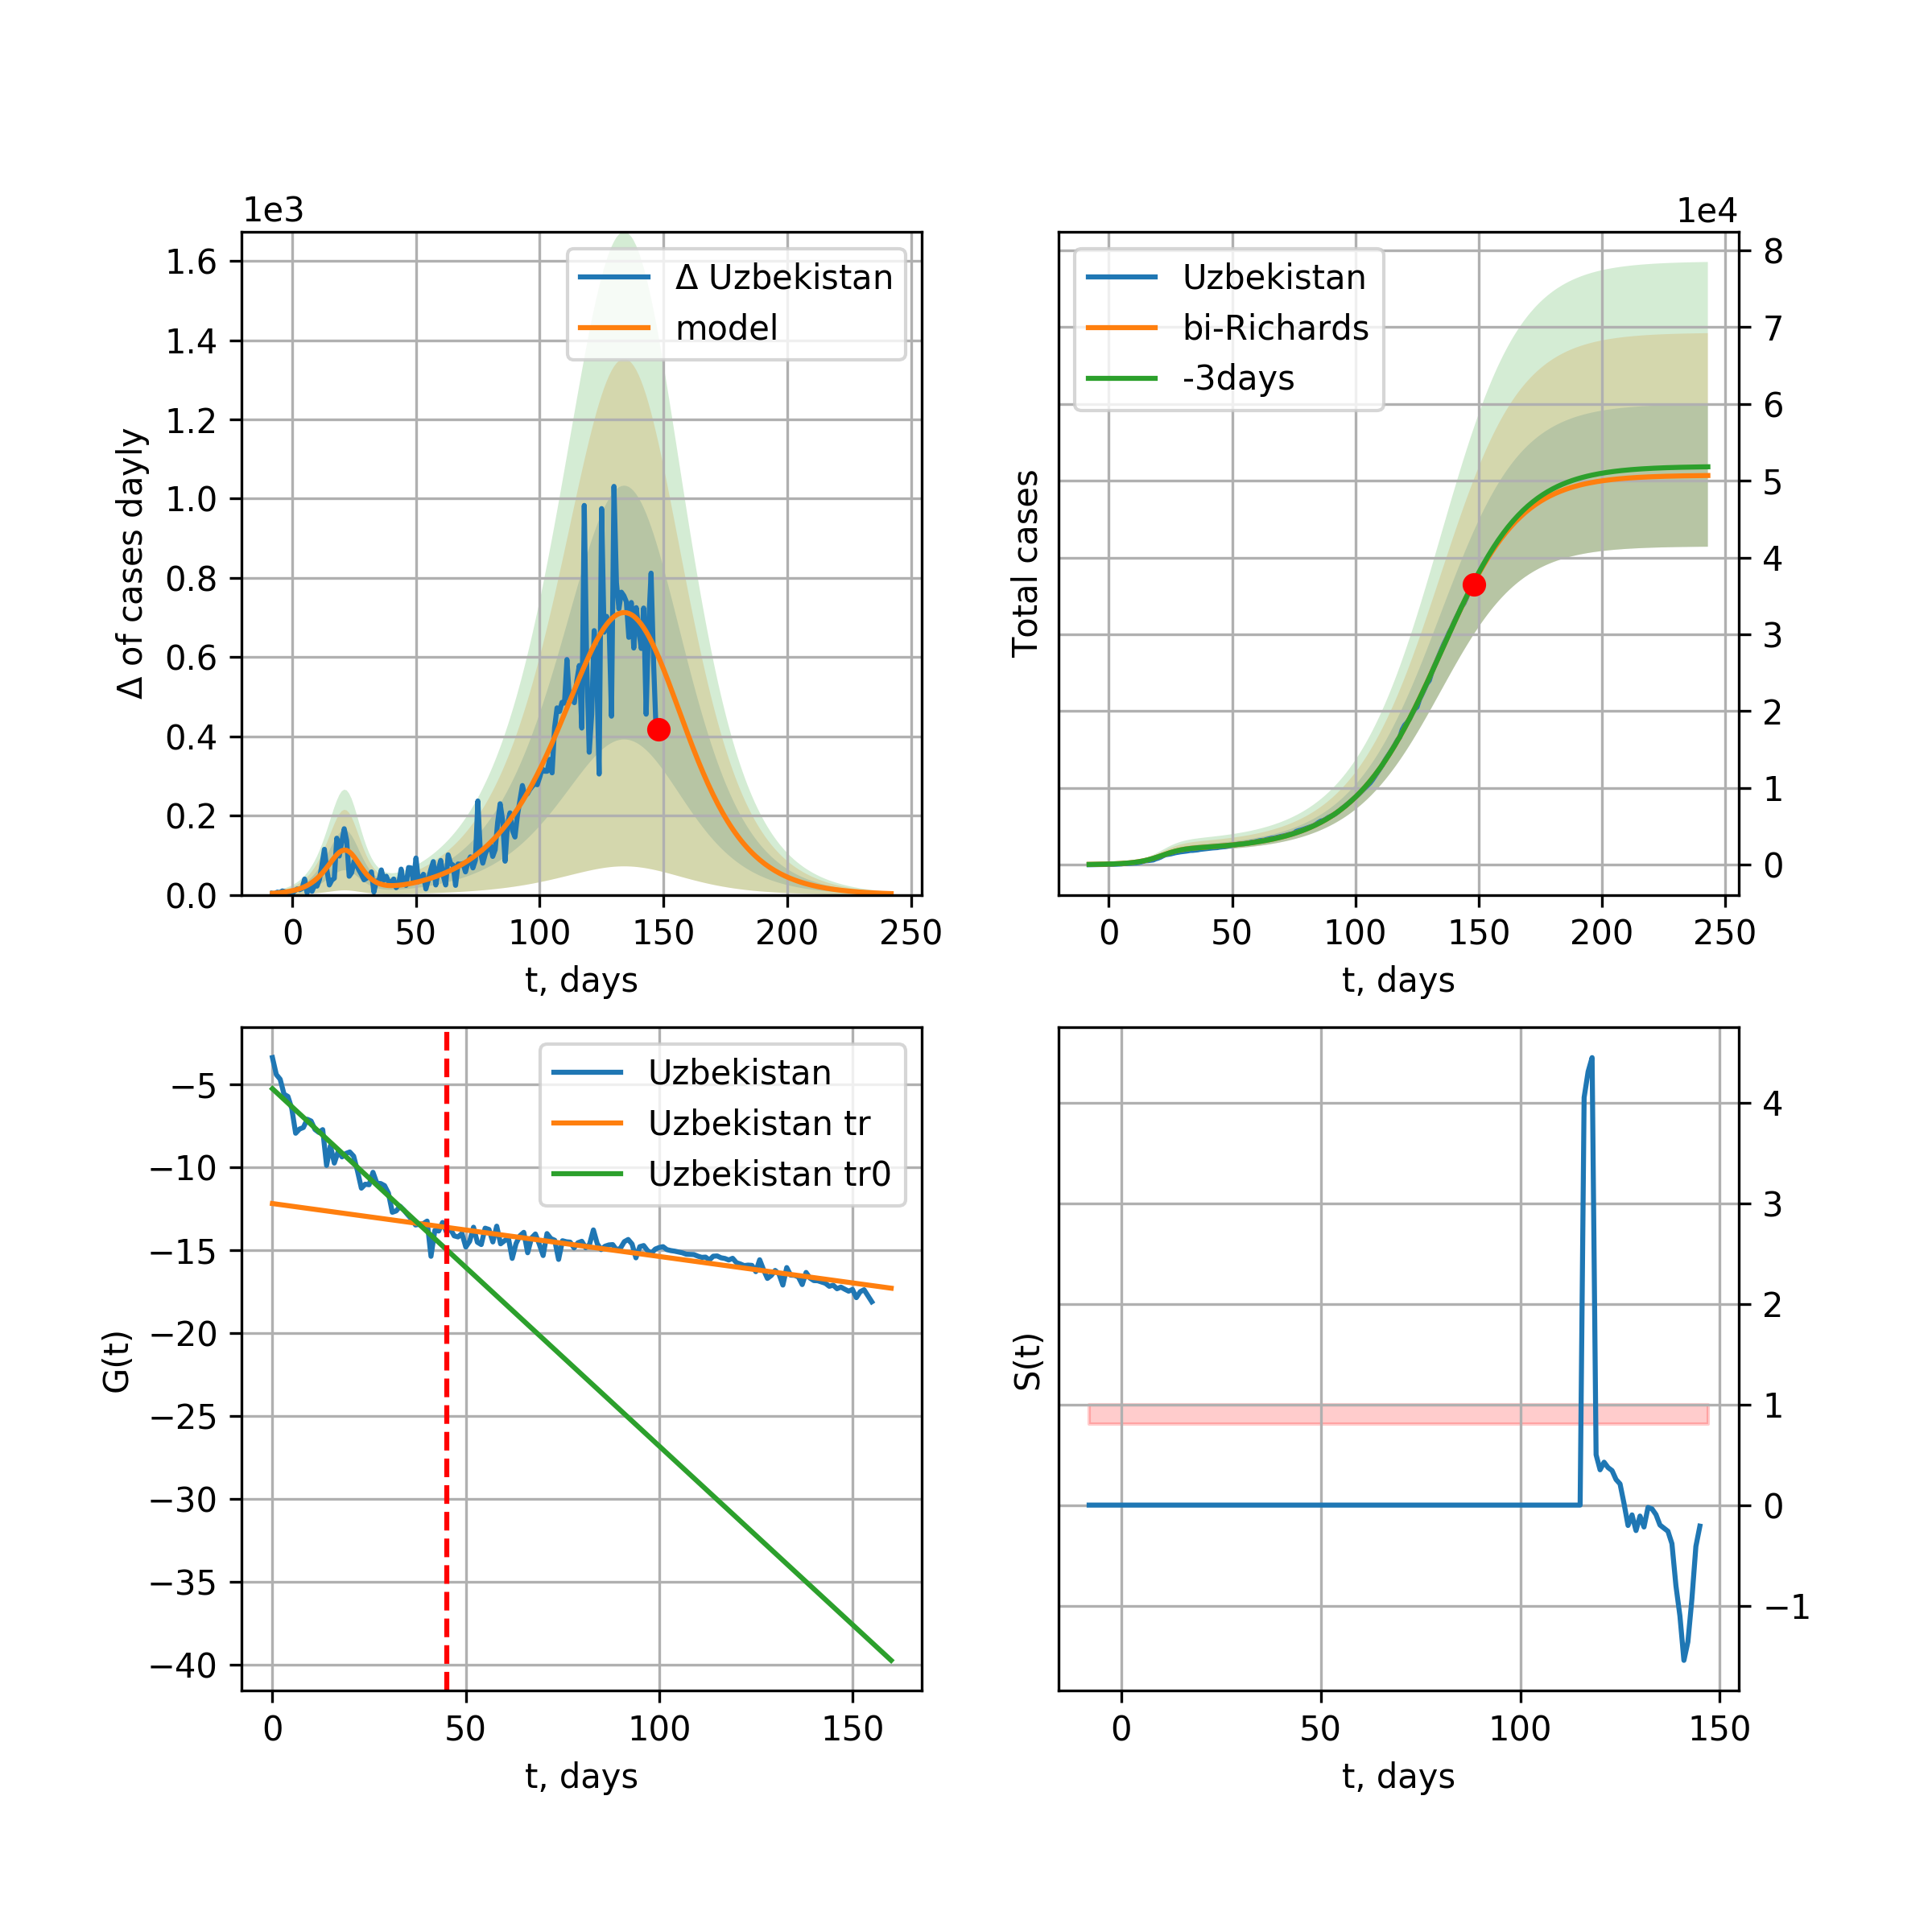 1e3
Δ of cases dayly
1.6
1.4
1.2
1.0
0.8
0.6
0.4
0.2
0.0
Δ Uzbekistan
model
0 50 100 150 200 250
t, days
1e4
Total cases
Uzbekistan
bi-Richards
-3days
8
7
6
5
4
3
2
1
0
0 50 100 150 200 250
t, days
G(t)
−5
−10
−15
−20
−25
−30
−35
−40
Uzbekistan
Uzbekistan tr
Uzbekistan tr0
0 50 100 150
t, days
S(t)
4
3
2
1
0
−1
0 50 100 150
t, days